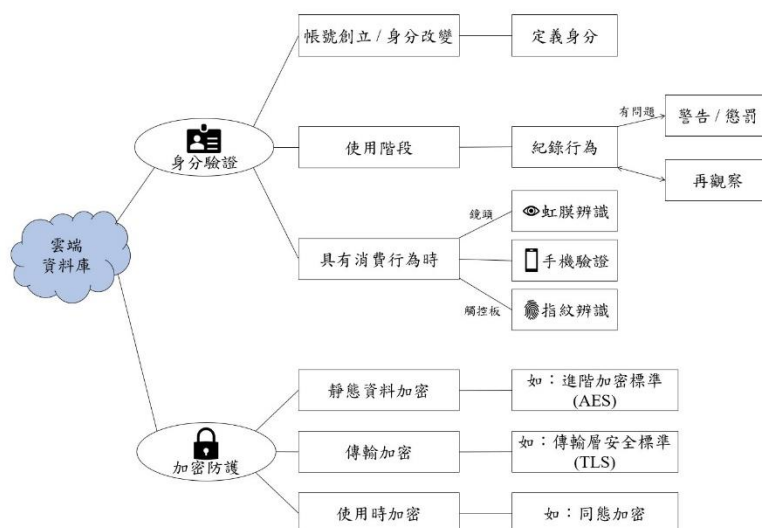 帳號創立 / 身分改變
定義身分
身分驗證
使用階段
紀錄行為
有問題
警告 / 懲罰
再觀察
具有消費行為時
鏡頭
虹膜辨識
手機驗證
觸控板
指紋辨識
雲端
資料庫
加密防護
靜態資料加密
如：進階加密標準
(AES)
傳輸加密
如：傳輸層安全標準
(TLS)
使用時加密
如：同態加密